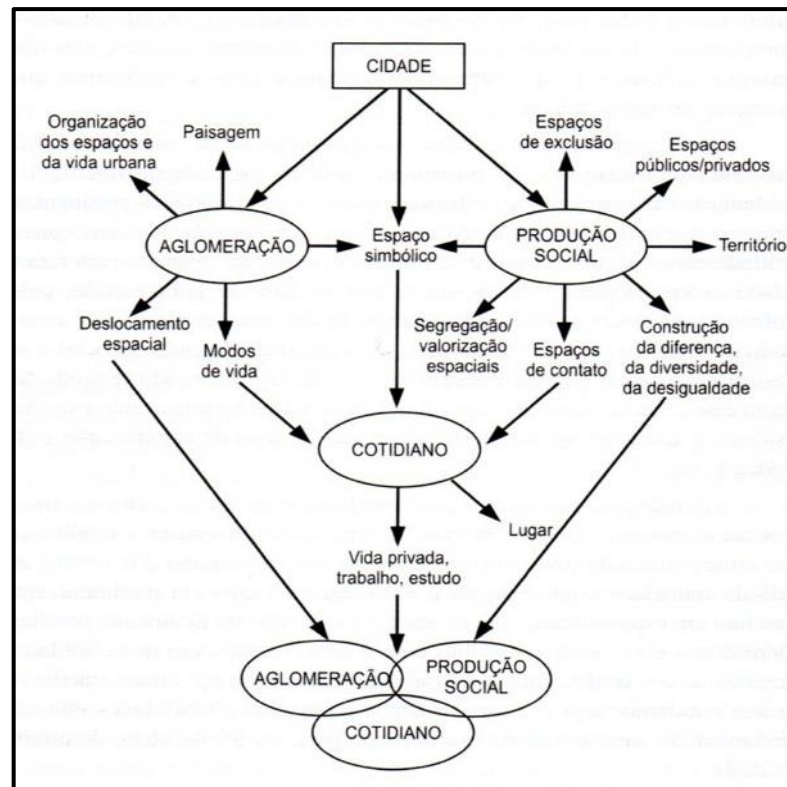 CIDADE
Organização
dos espaços e
da vida urbana
Paisagem
Espaços
de exclusão
Espaços
públicos/privados
AGLOMERAÇÃO
Espaço
simbólico
PRODUÇÃO
SOCIAL
Território
Deslocamento
espacial
Modos
de vida
Segregação/
valorização
espaciais
Espaços
de contato
Construção
da diferença,
da diversidade,
da desigualdade
COTIDIANO
Lugar
Vida privada,
trabalho, estudo
AGLOMERAÇÃO
PRODUÇÃO
SOCIAL
COTIDIANO